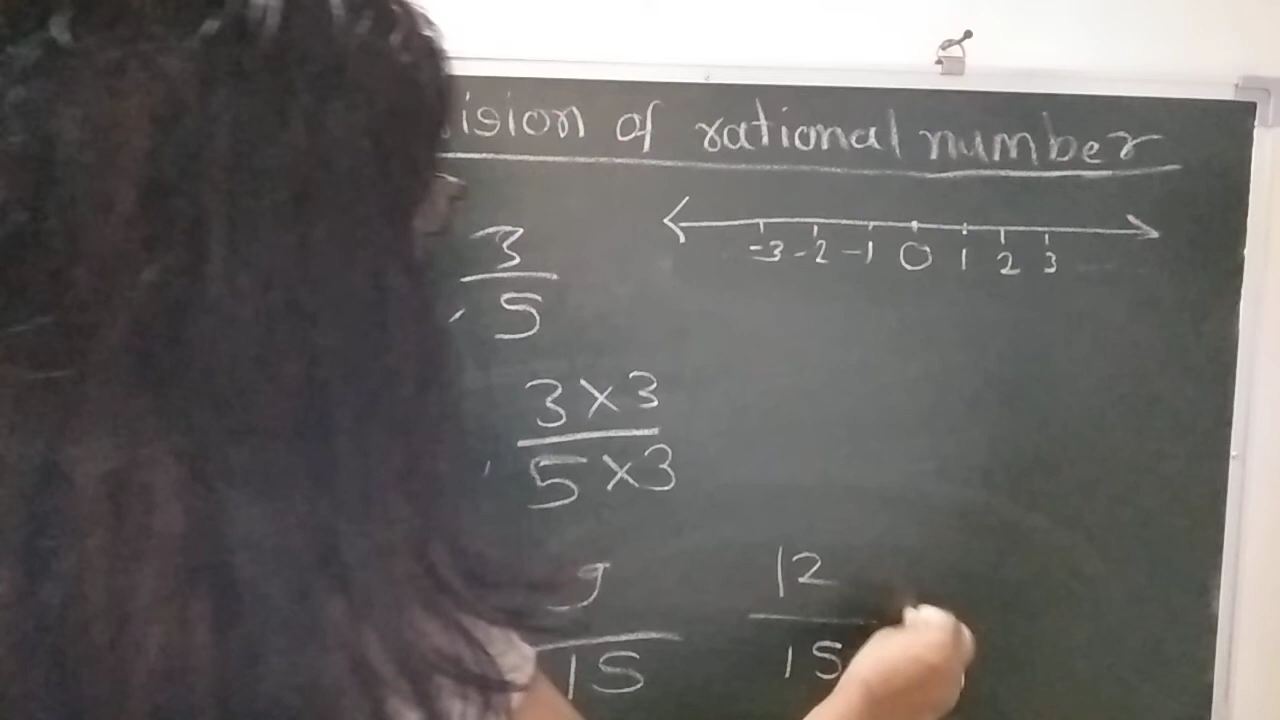 ision of rational number
-3 -2 -1 0 1 2 3
3
5
3 × 3
5 × 3
9 12
15 15